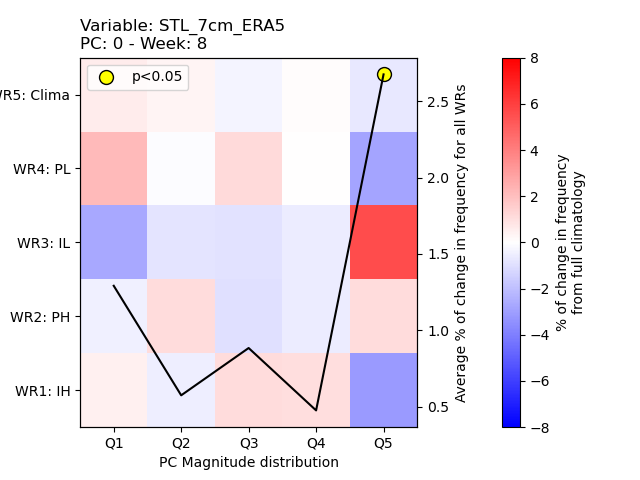 Variable: STL_7cm_ERA5
PC: 0 - Week: 8
p<0.05
WR5: Clima
WR4: PL
WR3: IL
WR2: PH
WR1: IH
Q1 Q2 Q3 Q4 Q5
PC Magnitude distribution
2.5
2.0
1.5
1.0
0.5
Average % of change in frequency for all WRs
8
6
4
2
0
−2
−4
−6
−8
% of change in frequency
from full climatology